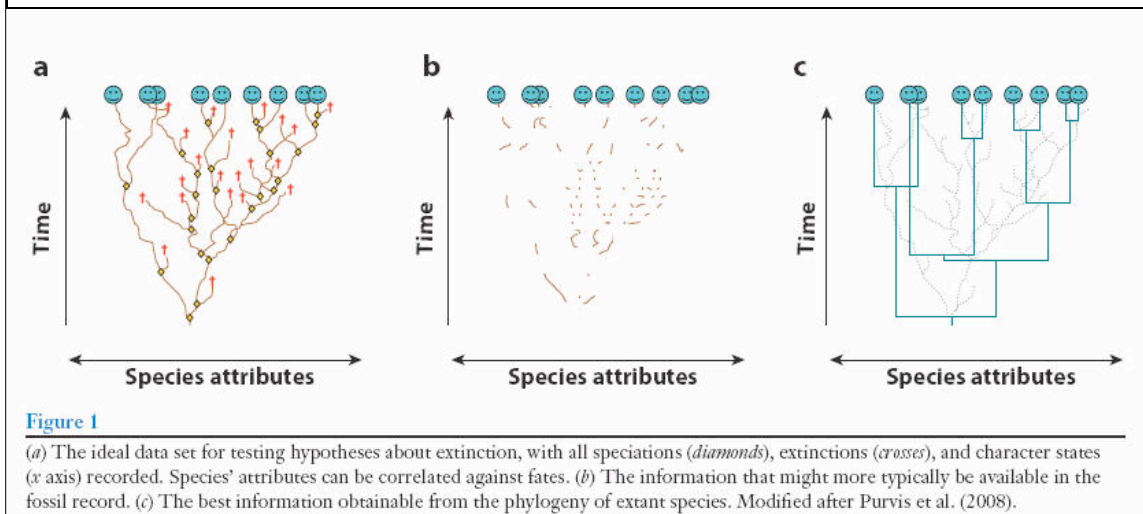 a
b
c
Time
Time
Time
Species attributes
Species attributes
Species attributes
Figure 1
(a) The ideal data set for testing hypotheses about extinction, with all speciations (diamonds), extinctions (crosses), and character states
(x axis) recorded. Species' attributes can be correlated against fates. (b) The information that might more typically be available in the
fossil record. (c) The best information obtainable from the phylogeny of extant species. Modified after Purvis et al. (2008).